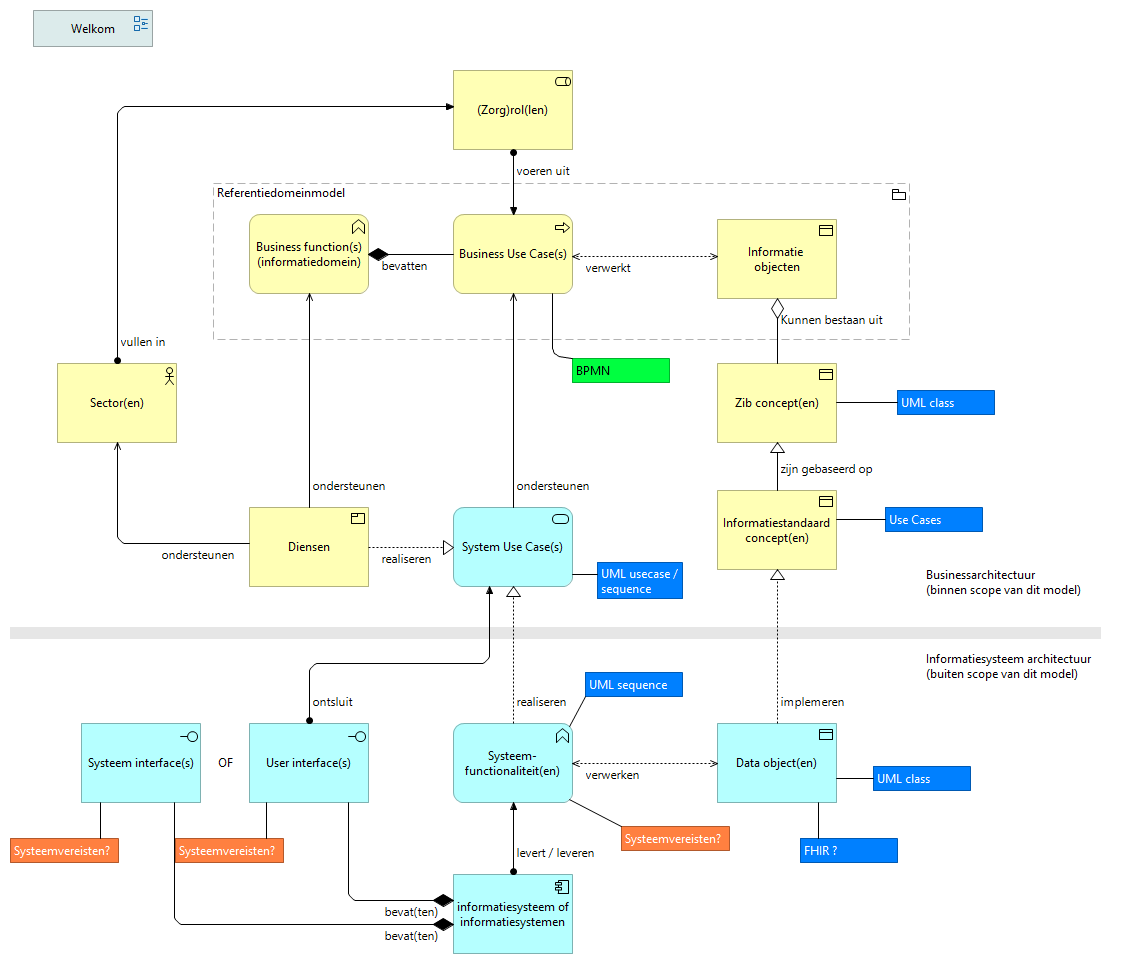 Welkom
(Zorg)rol(len)
voeren uit
Referentiedomeinmodel
Business function(s)
(informatiedomein)
bevatten
Business Use Case(s)
verwerkt
Informatie
objecten
Kunnen bestaan uit
vullen in
BPMN
Sector(en)
Zib concept(en)
UML class
zijn gebaseerd op
ondersteunen
ondersteunen
Informatiestandaard
concept(en)
Use Cases
ondersteunen
Diensen
realiseren
System Use Case(s)
UML usecase /
sequence
Businessarchitectuur
(binnen scope van dit model)
Informatiesysteem architectuur
(buiten scope van dit model)
ontsluit
realiseren
UML sequence
implemeren
Systeem interface(s)
OF
User interface(s)
Systeem-
functionaliteit(en)
verwerken
Data object(en)
UML class
Systeemvereisten?
Systeemvereisten?
Systeemvereisten?
FHIR ?
levert / leveren
bevat(ten)
bevat(ten)
informatiesysteem of
informatiesystemen